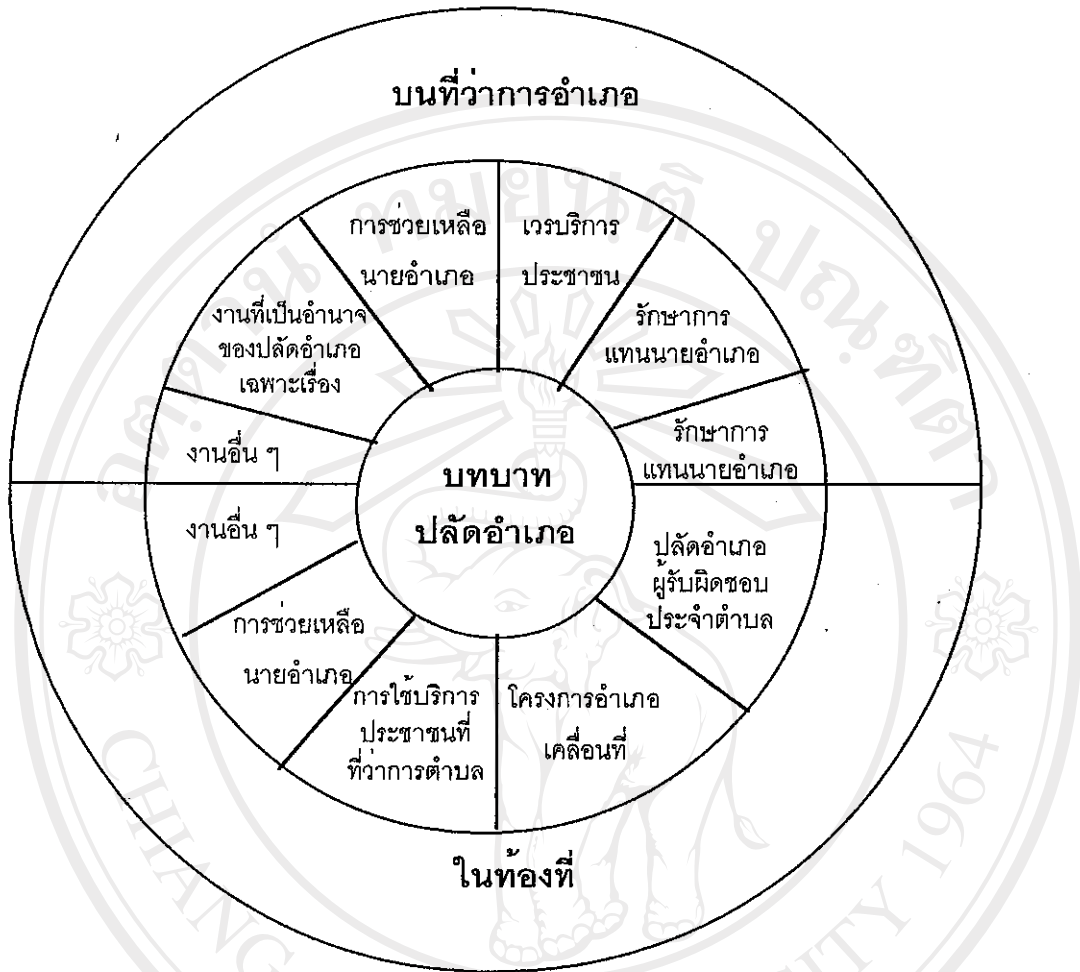 บนที่ว่าการอำเภอ
การช่วยเหลือ
นายอำเภอ
เวรบริการ
ประชาชน
รักษาการ
แทนนายอำเภอ
รักษาการ
แทนนายอำเภอ
งานที่เป็นอำนาจ
ของปลัดอำเภอ
เฉพาะเรื่อง
งานอื่น ๆ
บทบาท
ปลัดอำเภอ
งานอื่น ๆ
การช่วยเหลือ
นายอำเภอ
การใช้บริการ
ประชาชนที่
ที่ว่าการตำบล
โครงการอำเภอ
เคลื่อนที่
ปลัดอำเภอ
ผู้รับผิดชอบ
ประจำตำบล
ในท้องที่
1964